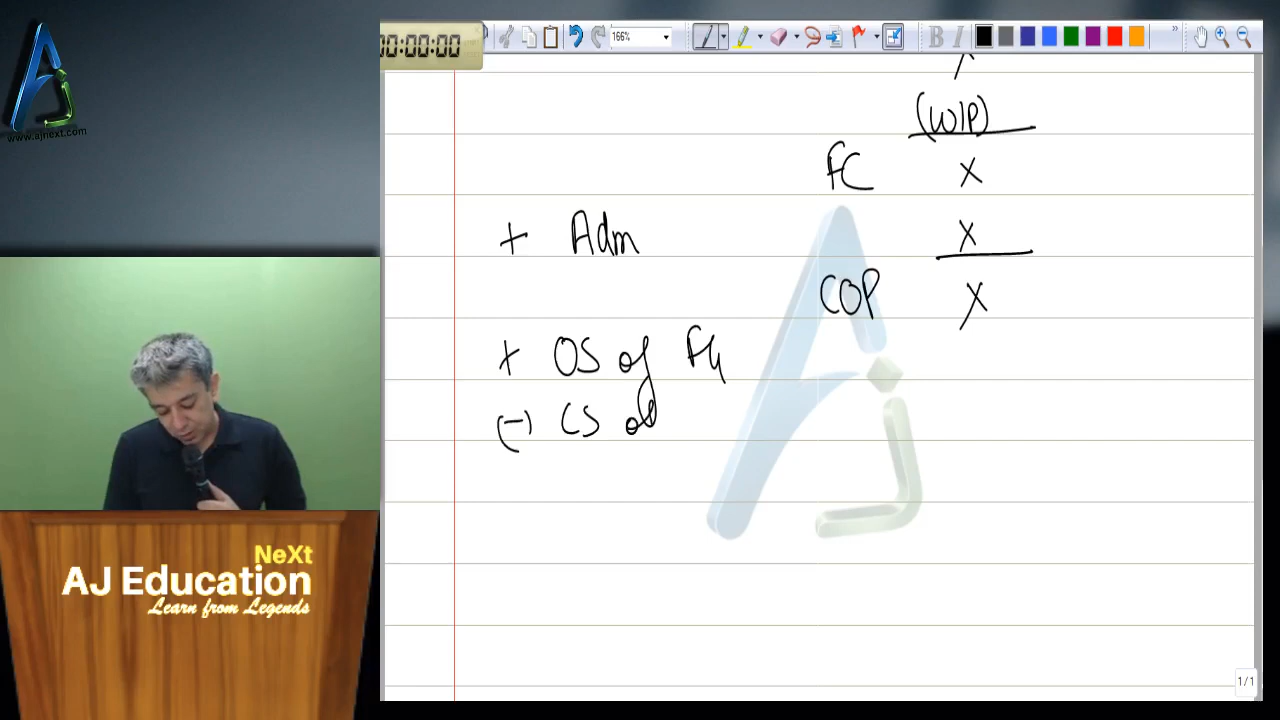 www.ajnext.com
00:00:00
166%
B I
X
(WIP)
FC X
+ Adm X
COP X
+ OS of FG
(-) CS of
NeXt
AJ Education
Learn from Legends
1/1